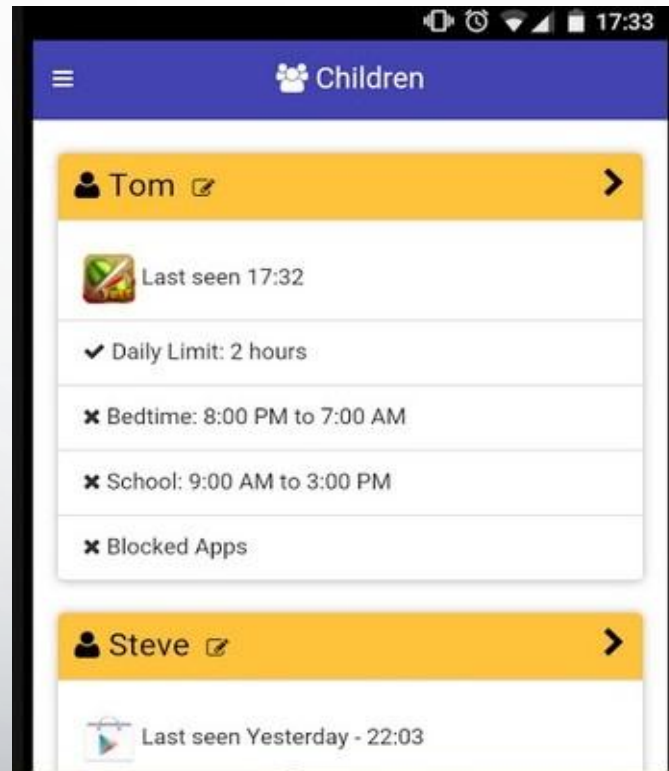 17:33
Children
Tom
Last seen 17:32
Daily Limit: 2 hours
Bedtime: 8:00 PM to 7:00 AM
School: 9:00 AM to 3:00 PM
Blocked Apps
Steve
Last seen Yesterday - 22:03